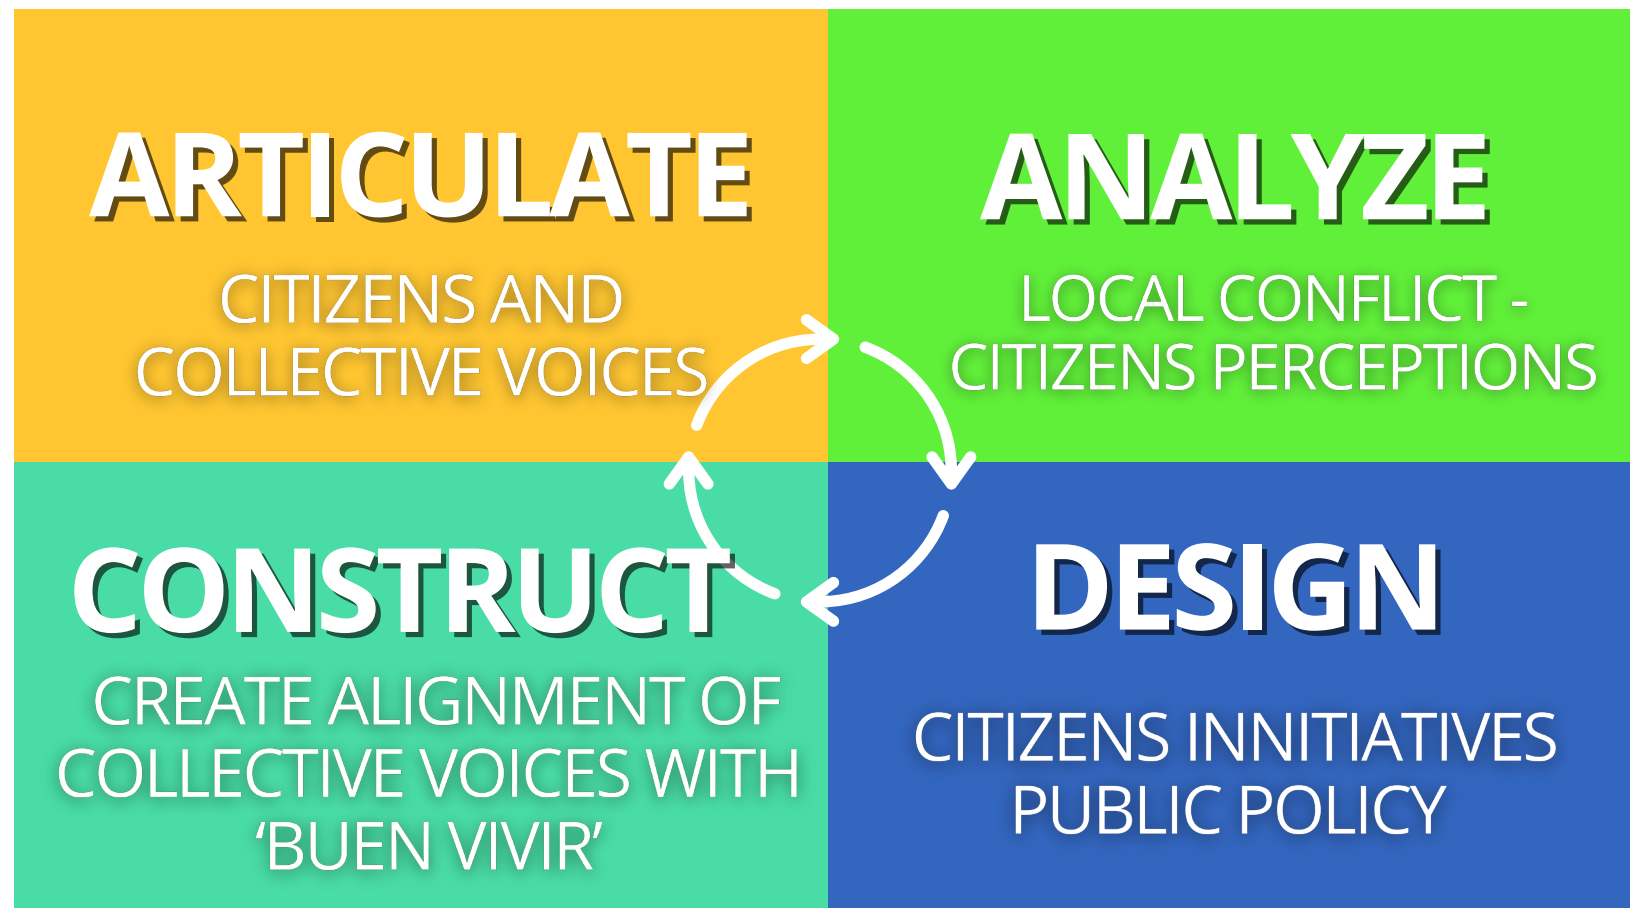 ARTICULATE
CITIZENS AND
COLLECTIVE VOICES
ANALYZE
LOCAL CONFLICT -
CITIZENS PERCEPTIONS
CONSTRUCT
CREATE ALIGNMENT OF
COLLECTIVE VOICES WITH
‘BUEN VIVIR’
DESIGN
CITIZENS INNITIATIVES
PUBLIC POLICY